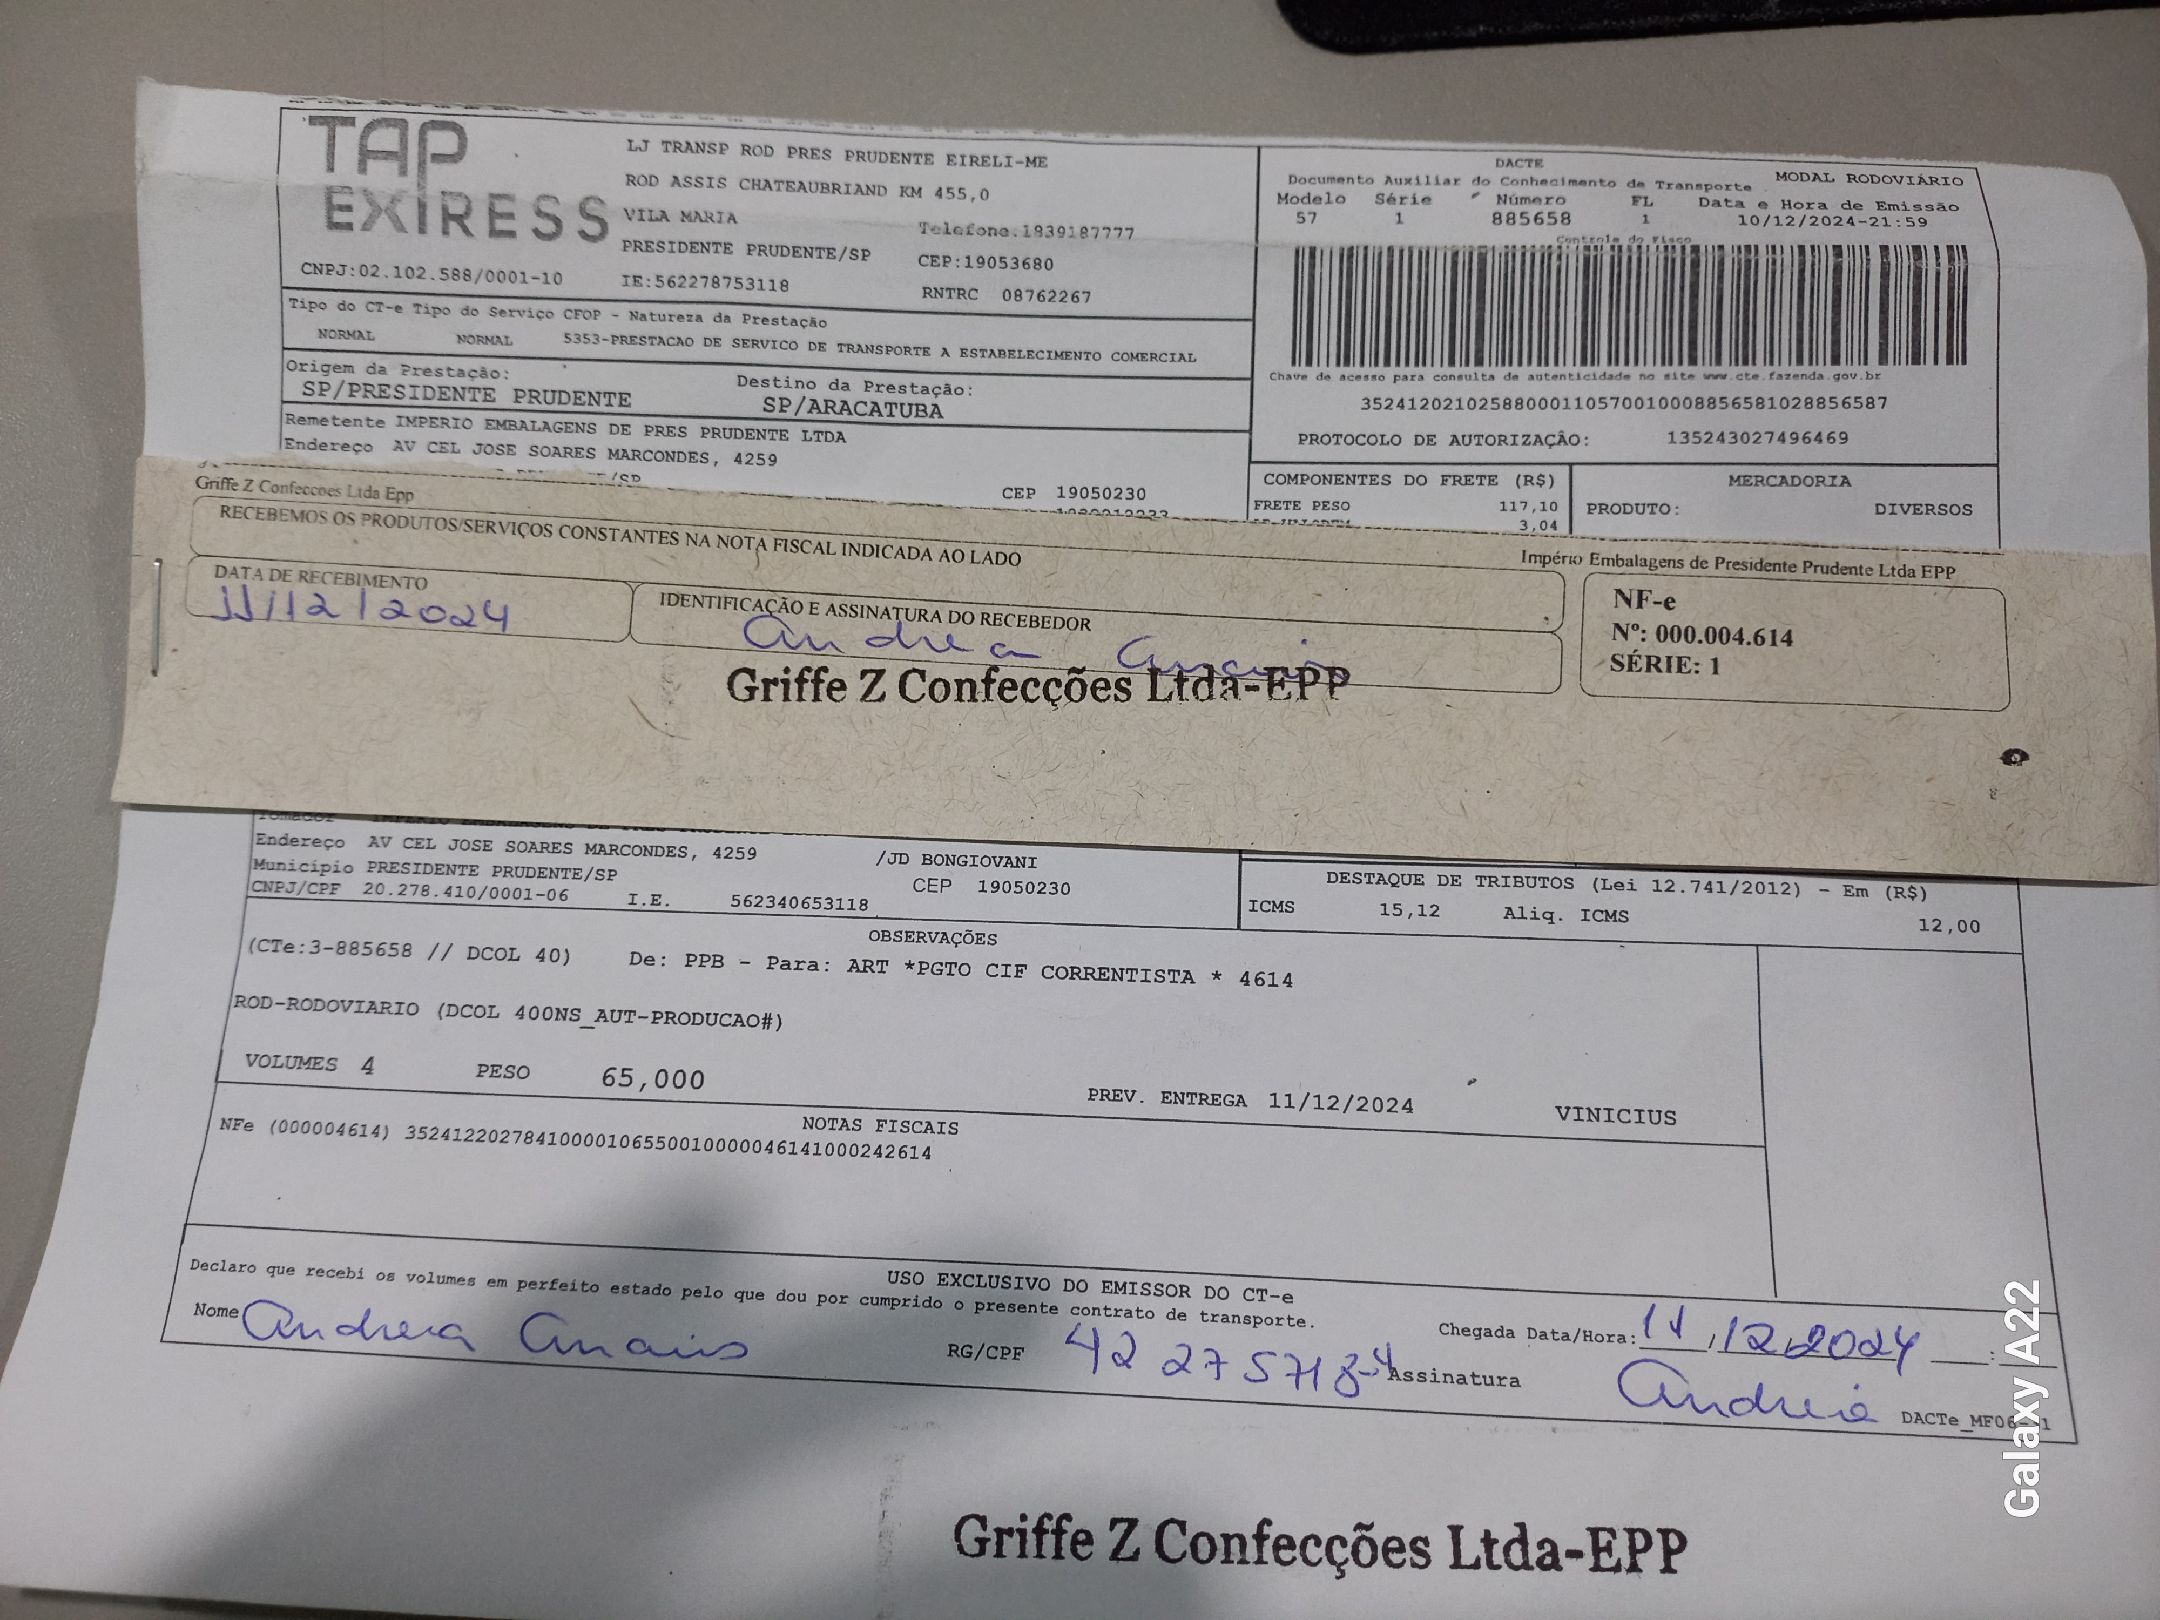 TAP
EXIRESS
LJ TRANSP ROD PRES PRUDENTE EIRELI-ME
ROD ASSIS CHATEAUBRIAND KM 455,0
VILA MARIA
Telefone.1839187777
PRESIDENTE PRUDENTE/SP
CEP:19053680
CNPJ:02.102.588/0001-10
IE:562278753118
RNTRC 08762267
DACTE
MODAL RODOVIÁRIO
Documento Auxiliar do Conhecimento de Transporte
Modelo Série Número FL Data e Hora de Emissão
57 1 885658 1 10/12/2024-21:59
Controle do Fisco
Tipo do CT-e Tipo do Serviço CFOP - Natureza da Prestação
NORMAL NORMAL 5353-PRESTACAO DE SERVICO DE TRANSPORTE A ESTABELECIMENTO COMERCIAL
Origem da Prestação:
SP/PRESIDENTE PRUDENTE
Destino da Prestação:
SP/ARACATUBA
Chave de acesso para consulta de autenticidade no site www.cte.fazenda.gov.br
35241202102588000110570010008856581028856587
PROTOCOLO DE AUTORIZAÇÃO: 135243027496469
Remetente IMPERIO EMBALAGENS DE PRES PRUDENTE LTDA
Endereço AV CEL JOSE SOARES MARCONDES, 4259
/SP
CEP 19050230
COMPONENTES DO FRETE (R$)
FRETE PESO 117,10
3,04
MERCADORIA
PRODUTO: DIVERSOS
Griffe Z Confeccoes Ltda Epp
RECEBEMOS OS PRODUTOS/SERVIÇOS CONSTANTES NA NOTA FISCAL INDICADA AO LADO
Império Embalagens de Presidente Prudente Ltda EPP
DATA DE RECEBIMENTO
11/12/2024
IDENTIFICAÇÃO E ASSINATURA DO RECEBEDOR
Griffe Z Confecções Ltda-EPP
NF-e
Nº: 000.004.614
SÉRIE: 1
Tomador
Endereço AV CEL JOSE SOARES MARCONDES, 4259
/JD BONGIOVANI
Município PRESIDENTE PRUDENTE/SP
CEP 19050230
CNPJ/CPF 20.278.410/0001-06 I.E. 562340653118
DESTAQUE DE TRIBUTOS (Lei 12.741/2012) - Em (R$)
ICMS 15,12 Aliq. ICMS 12,00
OBSERVAÇÕES
(CTe:3-885658 // DCOL 40) De: PPB - Para: ART *PGTO CIF CORRENTISTA * 4614
ROD-RODOVIARIO (DCOL 400NS_AUT-PRODUCAO#)
VOLUMES 4 PESO 65,000
PREV. ENTREGA 11/12/2024 VINICIUS
NOTAS FISCAIS
NFe (000004614) 35241220278410000106550010000046141000242614
USO EXCLUSIVO DO EMISSOR DO CT-e
Declaro que recebi os volumes em perfeito estado pelo que dou por cumprido o presente contrato de transporte.
Nome Andreia
RG/CPF
Chegada Data/Hora: 11,12,2024 :
Assinatura Andreia
Griffe Z Confecções Ltda-EPP
Galaxy A22